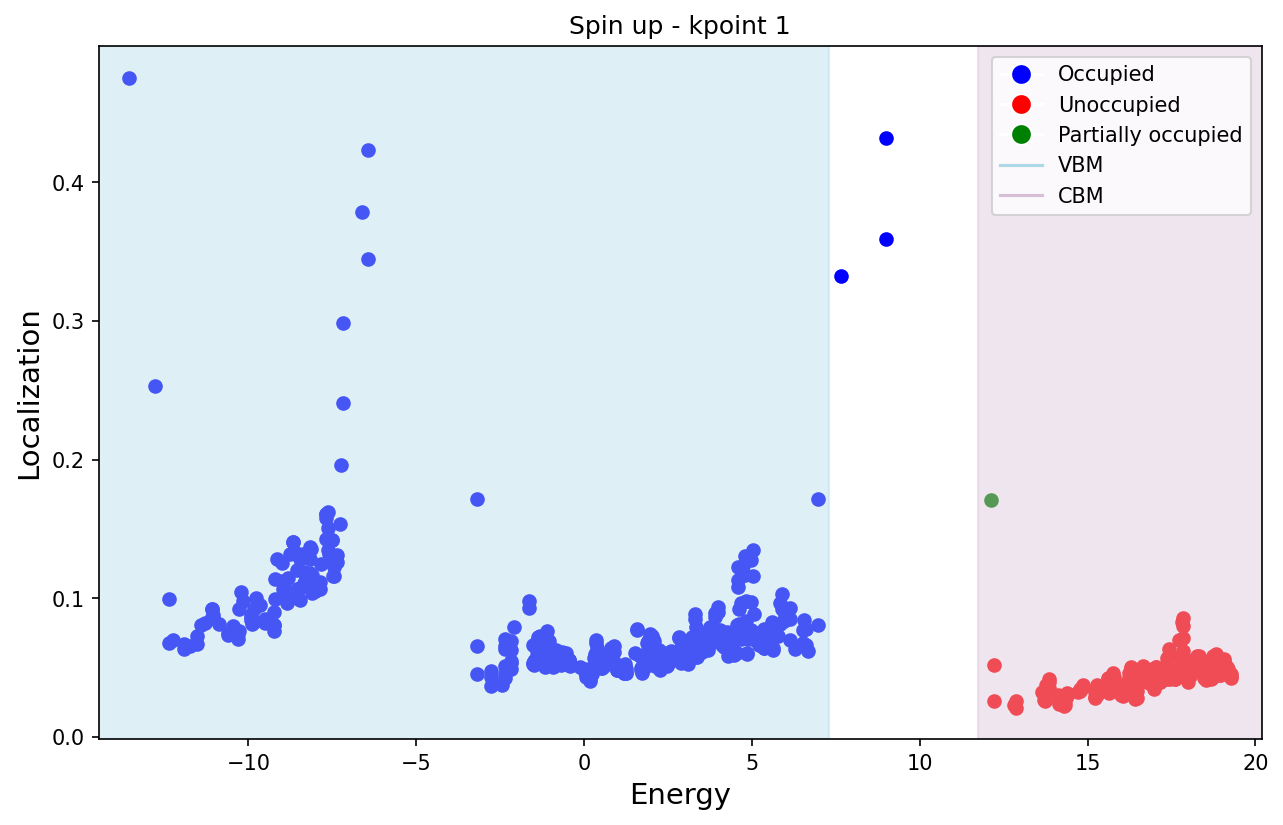 Spin up - kpoint 1
Occupied
Unoccupied
Partially occupied
VBM
CBM
Localization
0.4
0.3
0.2
0.1
0.0
−10
−5
0
5
10
15
20
Energy